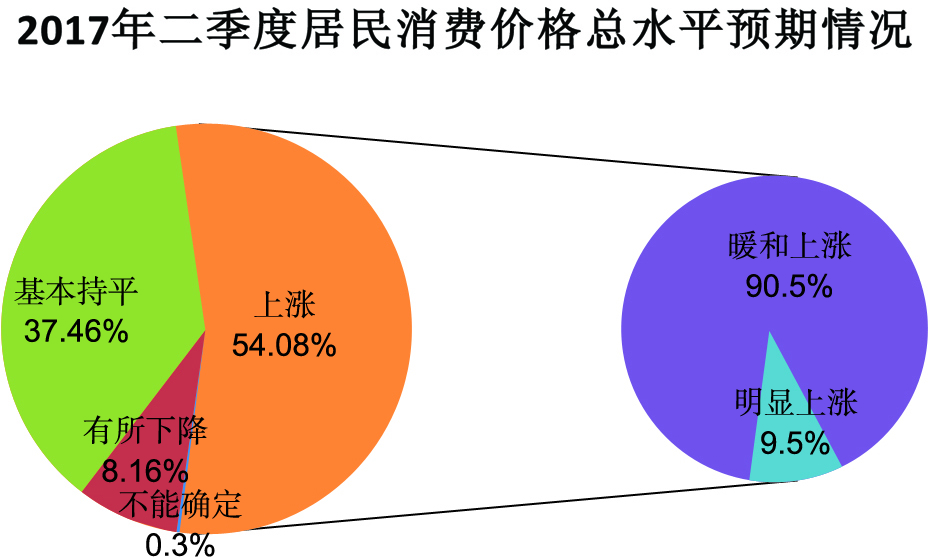 2017年二季度居民消费价格总水平预期情况
基本持平
37.46%
上涨
54.08%
有所下降
8.16%
不能确定
0.3%
暖和上涨
90.5%
明显上涨
9.5%